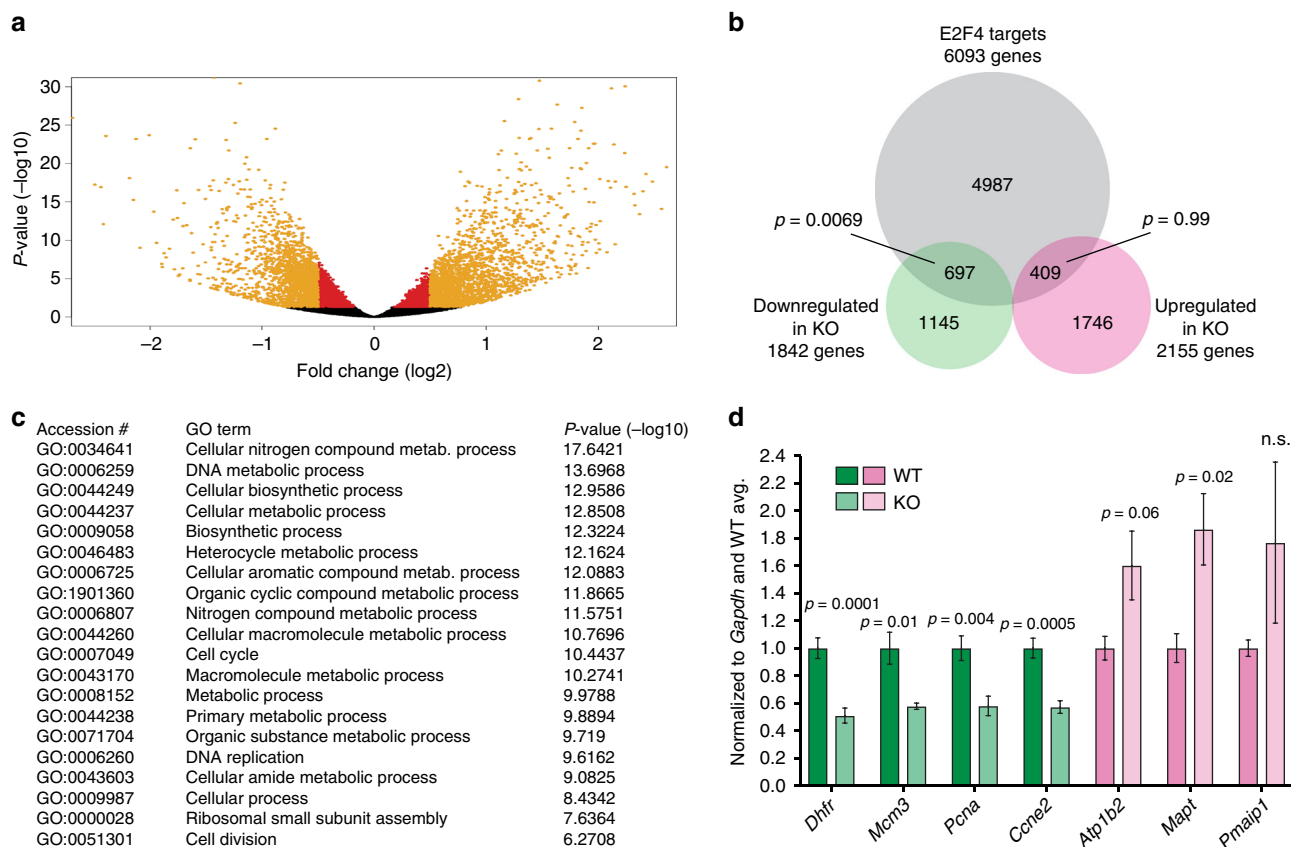 a
P-value (–log10)
30
25
20
15
10
5
0
–2
–1
0
1
2
Fold change (log2)
b
E2F4 targets
6093 genes
4987
p = 0.0069
p = 0.99
697
409
Downregulated
in KO
1842 genes
1145
1746
Upregulated
in KO
2155 genes
c
Accession # GO term P-value (–log10)
GO:0034641 Cellular nitrogen compound metab. process 17.6421
GO:0006259 DNA metabolic process 13.6968
GO:0044249 Cellular biosynthetic process 12.9586
GO:0044237 Cellular metabolic process 12.8508
GO:0009058 Biosynthetic process 12.3224
GO:0046483 Heterocycle metabolic process 12.1624
GO:0006725 Cellular aromatic compound metab. process 12.0883
GO:1901360 Organic cyclic compound metabolic process 11.8665
GO:0006807 Nitrogen compound metabolic process 11.5751
GO:0044260 Cellular macromolecule metabolic process 10.7696
GO:0007049 Cell cycle 10.4437
GO:0043170 Macromolecule metabolic process 10.2741
GO:0008152 Metabolic process 9.9788
GO:0044238 Primary metabolic process 9.8894
GO:0071704 Organic substance metabolic process 9.719
GO:0006260 DNA replication 9.6162
GO:0043603 Cellular amide metabolic process 9.0825
GO:0009987 Cellular process 8.4342
GO:0000028 Ribosomal small subunit assembly 7.6364
GO:0051301 Cell division 6.2708
d
Normalized to Gapdh and WT avg.
2.4
2.2
2.0
1.8
1.6
1.4
1.2
1.0
0.8
0.6
0.4
0.2
0.0
WT
KO
p = 0.0001
p = 0.01
p = 0.004
p = 0.0005
p = 0.06
p = 0.02
n.s.
Dhfr
Mcm3
Pcna
Ccne2
Atp1b2
Mapt
Pmaip1